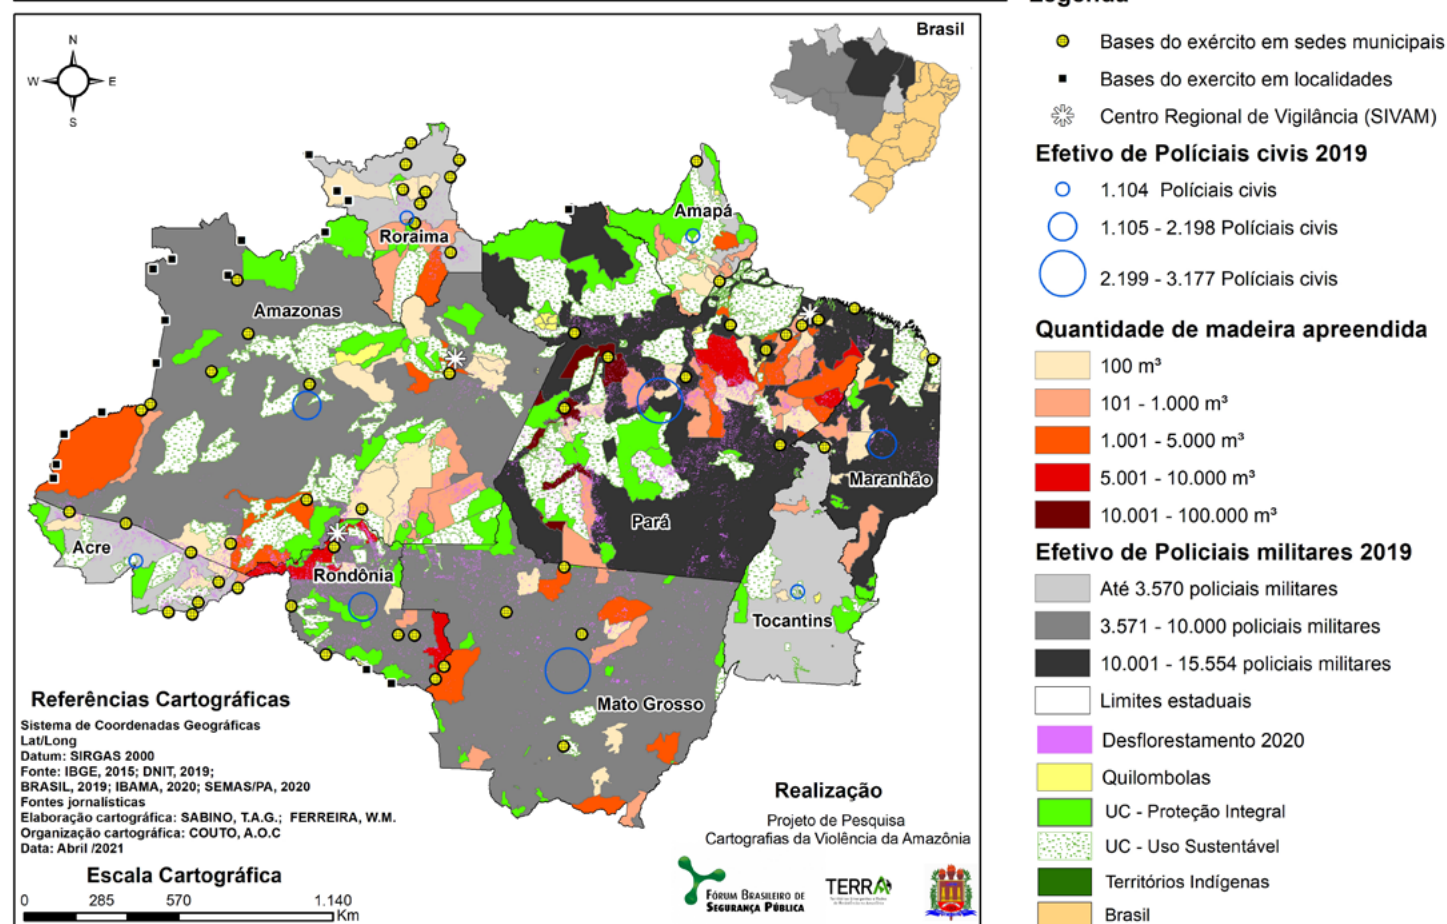 Legenda
Brasil
N
W
E
S
Roraima
Amapá
Amazonas
Maranhão
Pará
Acre
Rondônia
Tocantins
Mato Grosso
Referências Cartográficas
Sistema de Coordenadas Geográficas
Lat/Long
Datum: SIRGAS 2000
Fonte: IBGE, 2015; DNIT, 2019;
BRASIL, 2019; IBAMA, 2020; SEMAS/PA, 2020
Fontes jornalísticas
Elaboração cartográfica: SABINO, T.A.G.; FERREIRA, W.M.
Organização cartográfica: COUTO, A.O.C
Data: Abril /2021
Escala Cartográfica
0 285 570 1.140
Km
Realização
Projeto de Pesquisa
Cartografias da Violência da Amazônia
FÓRUM BRASILEIRO DE
SEGURANÇA PÚBLICA
TERRA
Bases do exército em sedes municipais
Bases do exercito em localidades
Centro Regional de Vigilância (SIVAM)
Efetivo de Políciais civis 2019
1.104 Políciais civis
1.105 - 2.198 Políciais civis
2.199 - 3.177 Políciais civis
Quantidade de madeira apreendida
100 m³
101 - 1.000 m³
1.001 - 5.000 m³
5.001 - 10.000 m³
10.001 - 100.000 m³
Efetivo de Policiais militares 2019
Até 3.570 policiais militares
3.571 - 10.000 policiais militares
10.001 - 15.554 policiais militares
Limites estaduais
Desflorestamento 2020
Quilombolas
UC - Proteção Integral
UC - Uso Sustentável
Territórios Indígenas
Brasil